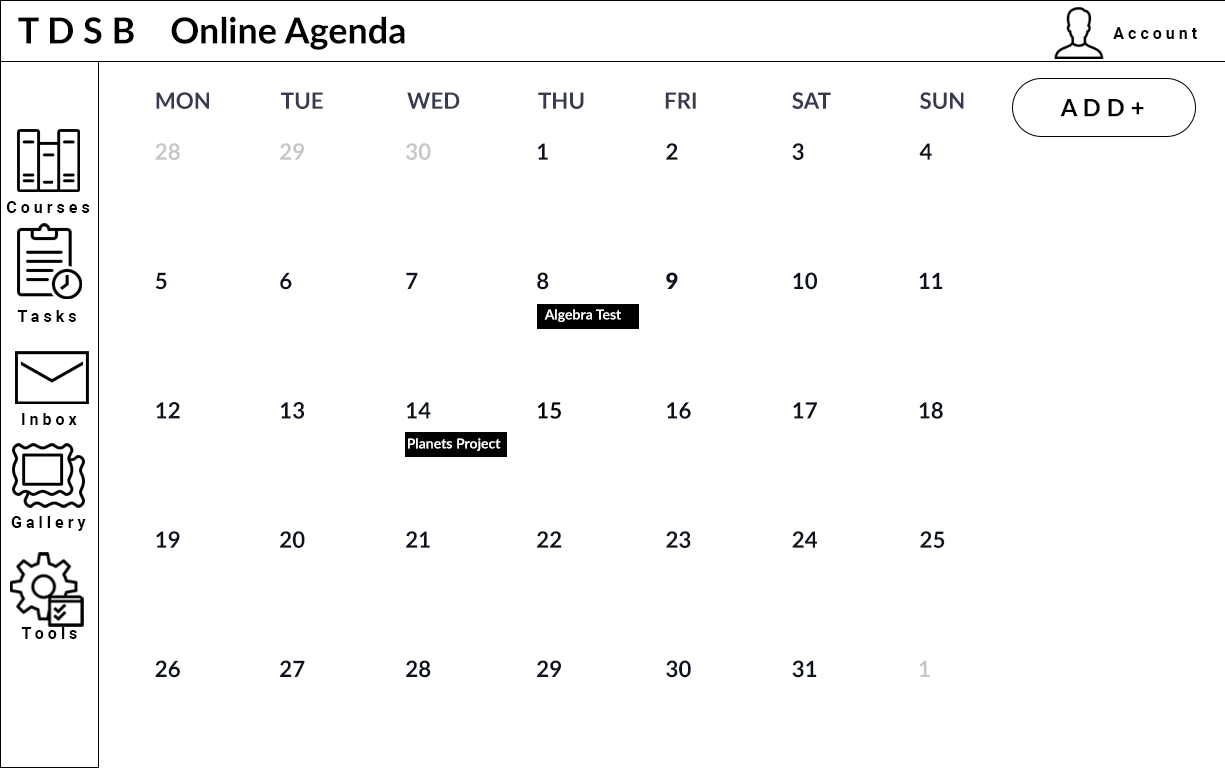 TDSB Online Agenda
Account
MON TUE WED THU FRI SAT SUN
ADD+
28 29 30 1 2 3 4
Courses
5 6 7 8 9 10 11
Algebra Test
Tasks
12 13 14 15 16 17 18
Inbox
Planets Project
Gallery
19 20 21 22 23 24 25
Tools
26 27 28 29 30 31 1